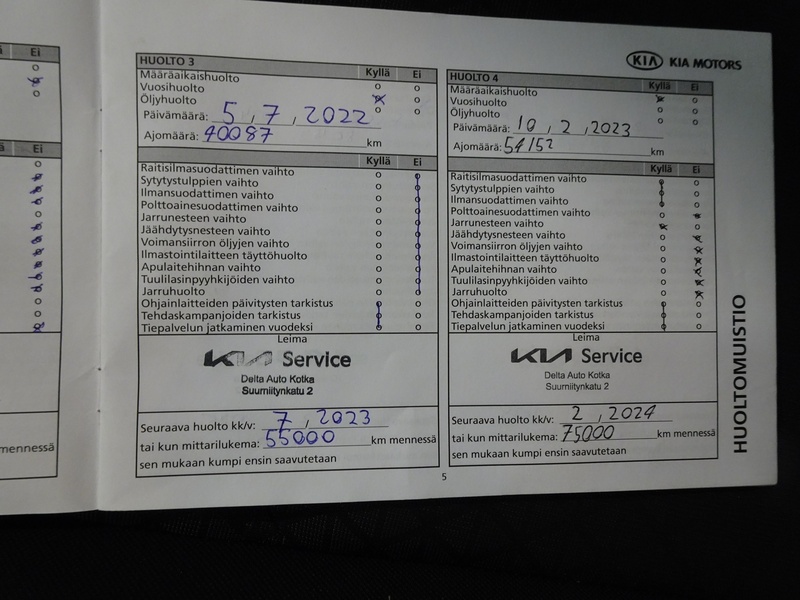 Ei
Ei
mennessä
HUOLTO 3
Kyllä Ei
Määräaikaishuolto
Vuosihuolto
Öljyhuolto
Päivämäärä: 5, 7, 2022
Ajomäärä: 40087 km
Kyllä Ei
Raitisilmasuodattimen vaihto
Sytytystulppien vaihto
Ilmansuodattimen vaihto
Polttoainesuodattimen vaihto
Jarrunesteen vaihto
Jäähdytysnesteen vaihto
Voimansiirron öljyjen vaihto
Ilmastointilaitteen täyttöhuolto
Apulaitehihnan vaihto
Tuulilasinpyyhkijöiden vaihto
Jarruhuolto
Ohjainlaitteiden päivitysten tarkistus
Tehdaskampanjoiden tarkistus
Tiepalvelun jatkaminen vuodeksi
Leima
KIA Service
Delta Auto Kotka
Suurniitynkatu 2
Seuraava huolto kk/v: 7, 2023
tai kun mittarilukema: 55000 km mennessä
sen mukaan kumpi ensin saavutetaan
KIA KIA MOTORS
HUOLTO 4
Kyllä Ei
Määräaikaishuolto
Vuosihuolto
Öljyhuolto
Päivämäärä: 10, 2, 2023
Ajomäärä: 54152 km
Kyllä Ei
Raitisilmasuodattimen vaihto
Sytytystulppien vaihto
Ilmansuodattimen vaihto
Polttoainesuodattimen vaihto
Jarrunesteen vaihto
Jäähdytysnesteen vaihto
Voimansiirron öljyjen vaihto
Ilmastointilaitteen täyttöhuolto
Apulaitehihnan vaihto
Tuulilasinpyyhkijöiden vaihto
Jarruhuolto
Ohjainlaitteiden päivitysten tarkistus
Tehdaskampanjoiden tarkistus
Tiepalvelun jatkaminen vuodeksi
Leima
KIA Service
Delta Auto Kotka
Suurniitynkatu 2
Seuraava huolto kk/v: 2, 2024
tai kun mittarilukema: 75000 km mennessä
sen mukaan kumpi ensin saavutetaan
HUOLTOMUISTIO
5